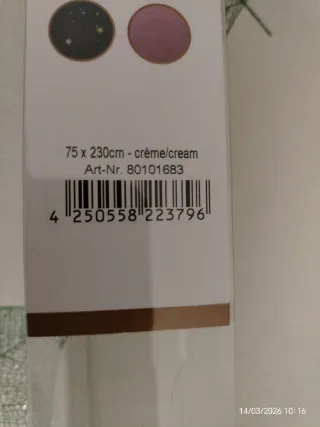 75 x 230cm - crème/cream
Art-Nr. 80101683
4 250558 223796
14/03/2026 10:16